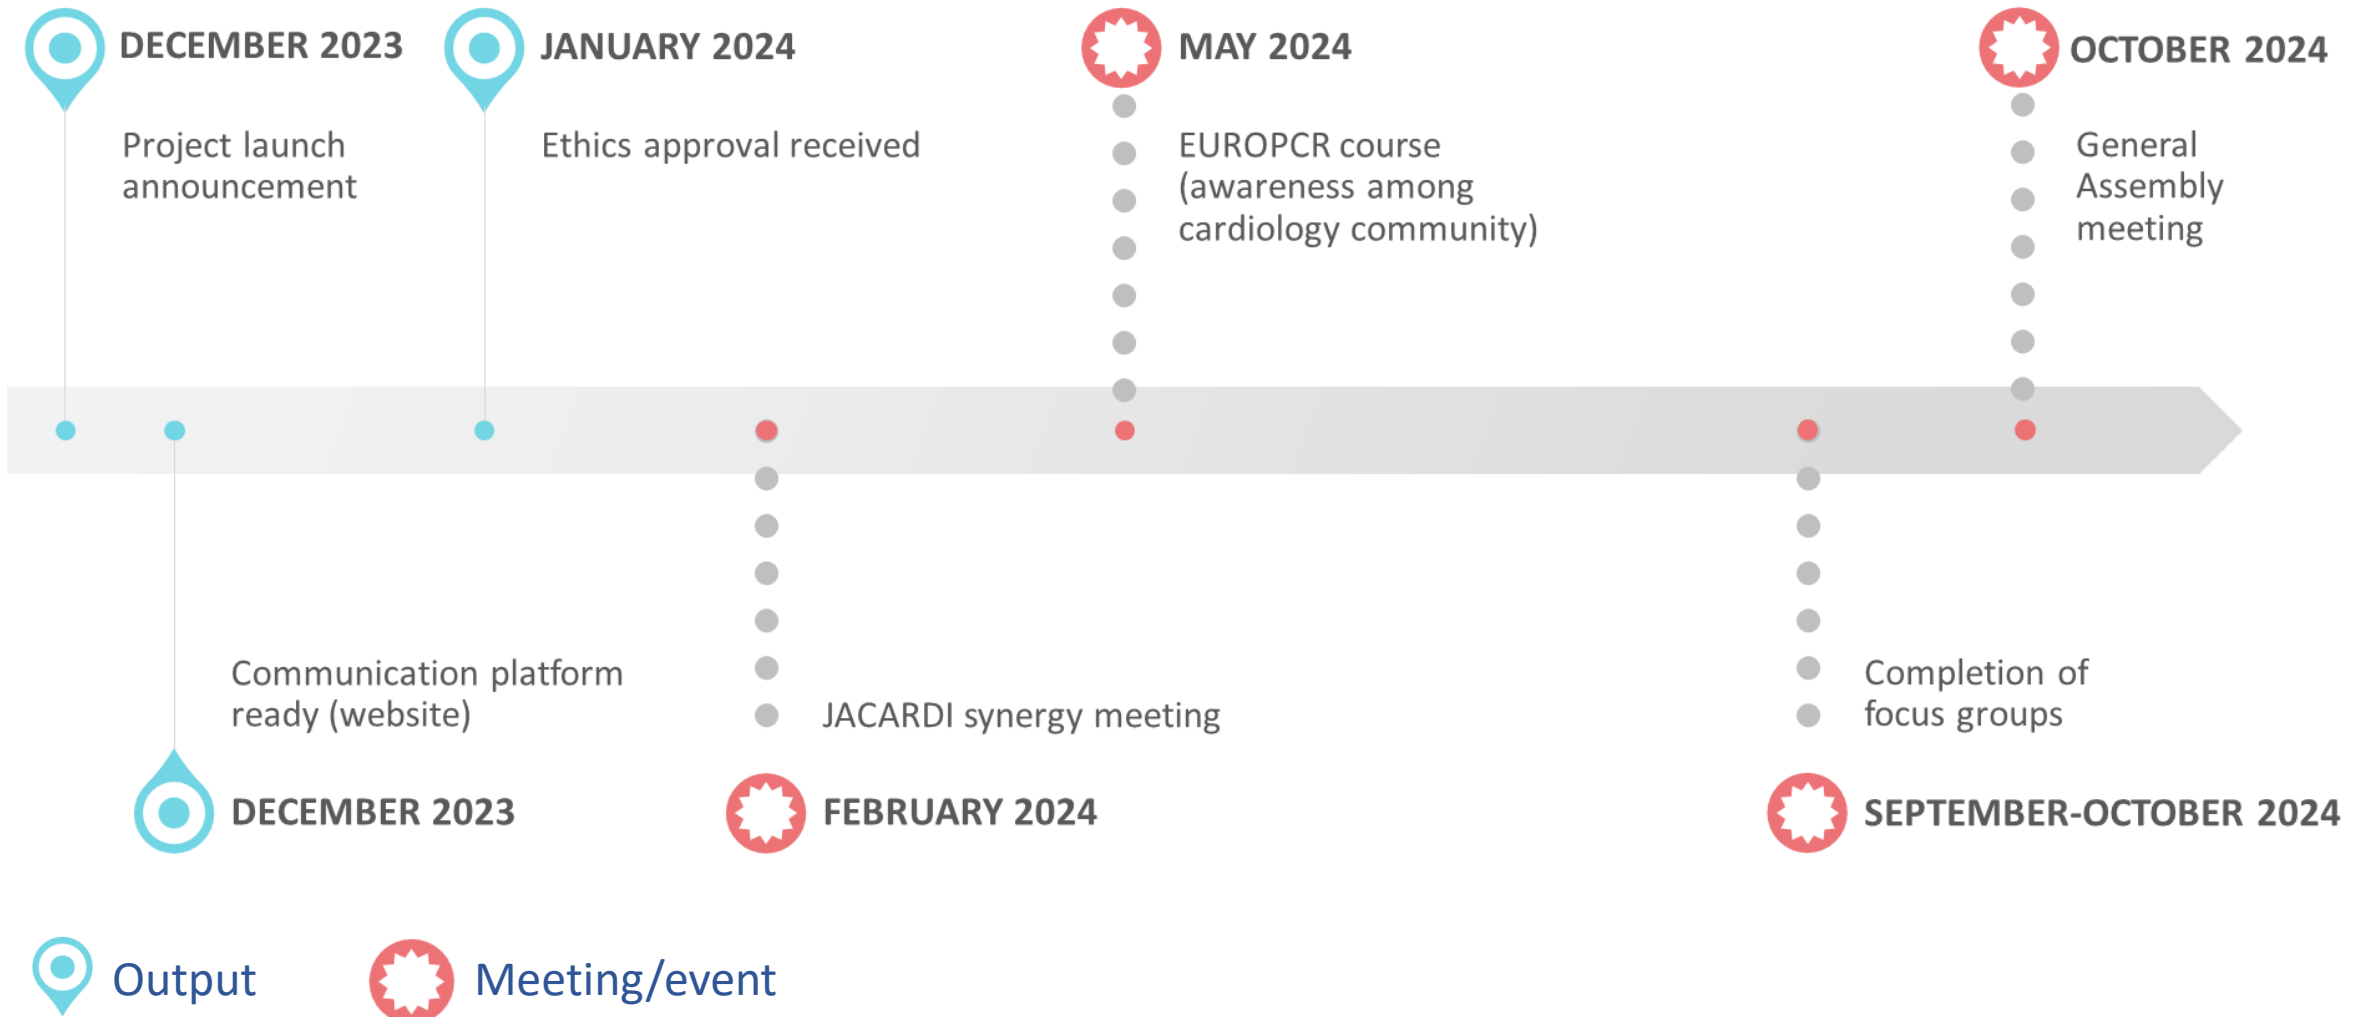 DECEMBER 2023
Project launch
announcement
JANUARY 2024
Ethics approval received
MAY 2024
EUROPCR course
(awareness among
cardiology community)
OCTOBER 2024
General
Assembly
meeting
Communication platform
ready (website)
DECEMBER 2023
JACARDI synergy meeting
FEBRUARY 2024
Completion of
focus groups
SEPTEMBER-OCTOBER 2024
Output
Meeting/event